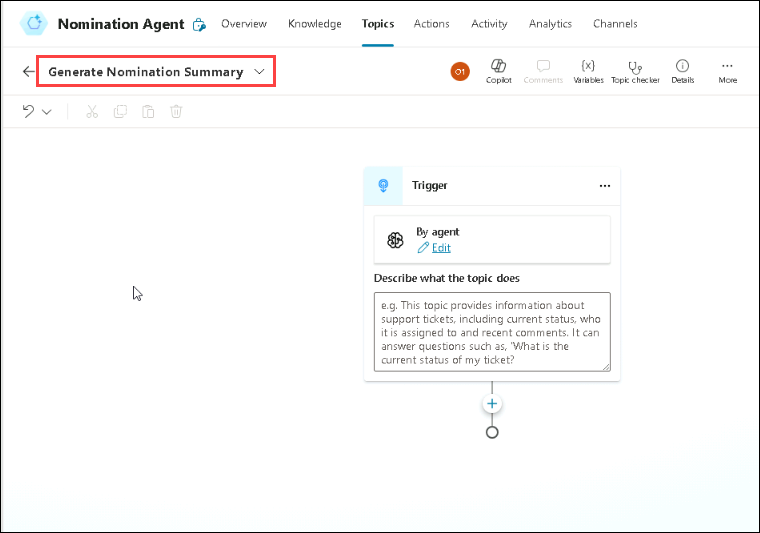 Nomination Agent Overview Knowledge Topics Actions Activity Analytics Channels
Generate Nomination Summary
O1
Copilot Comments Variables Topic checker Details More
Trigger
By agent
Edit
Describe what the topic does
e.g. This topic provides information about
support tickets, including current status, who
it is assigned to and recent comments. It can
answer questions such as, 'What is the
current status of my ticket?